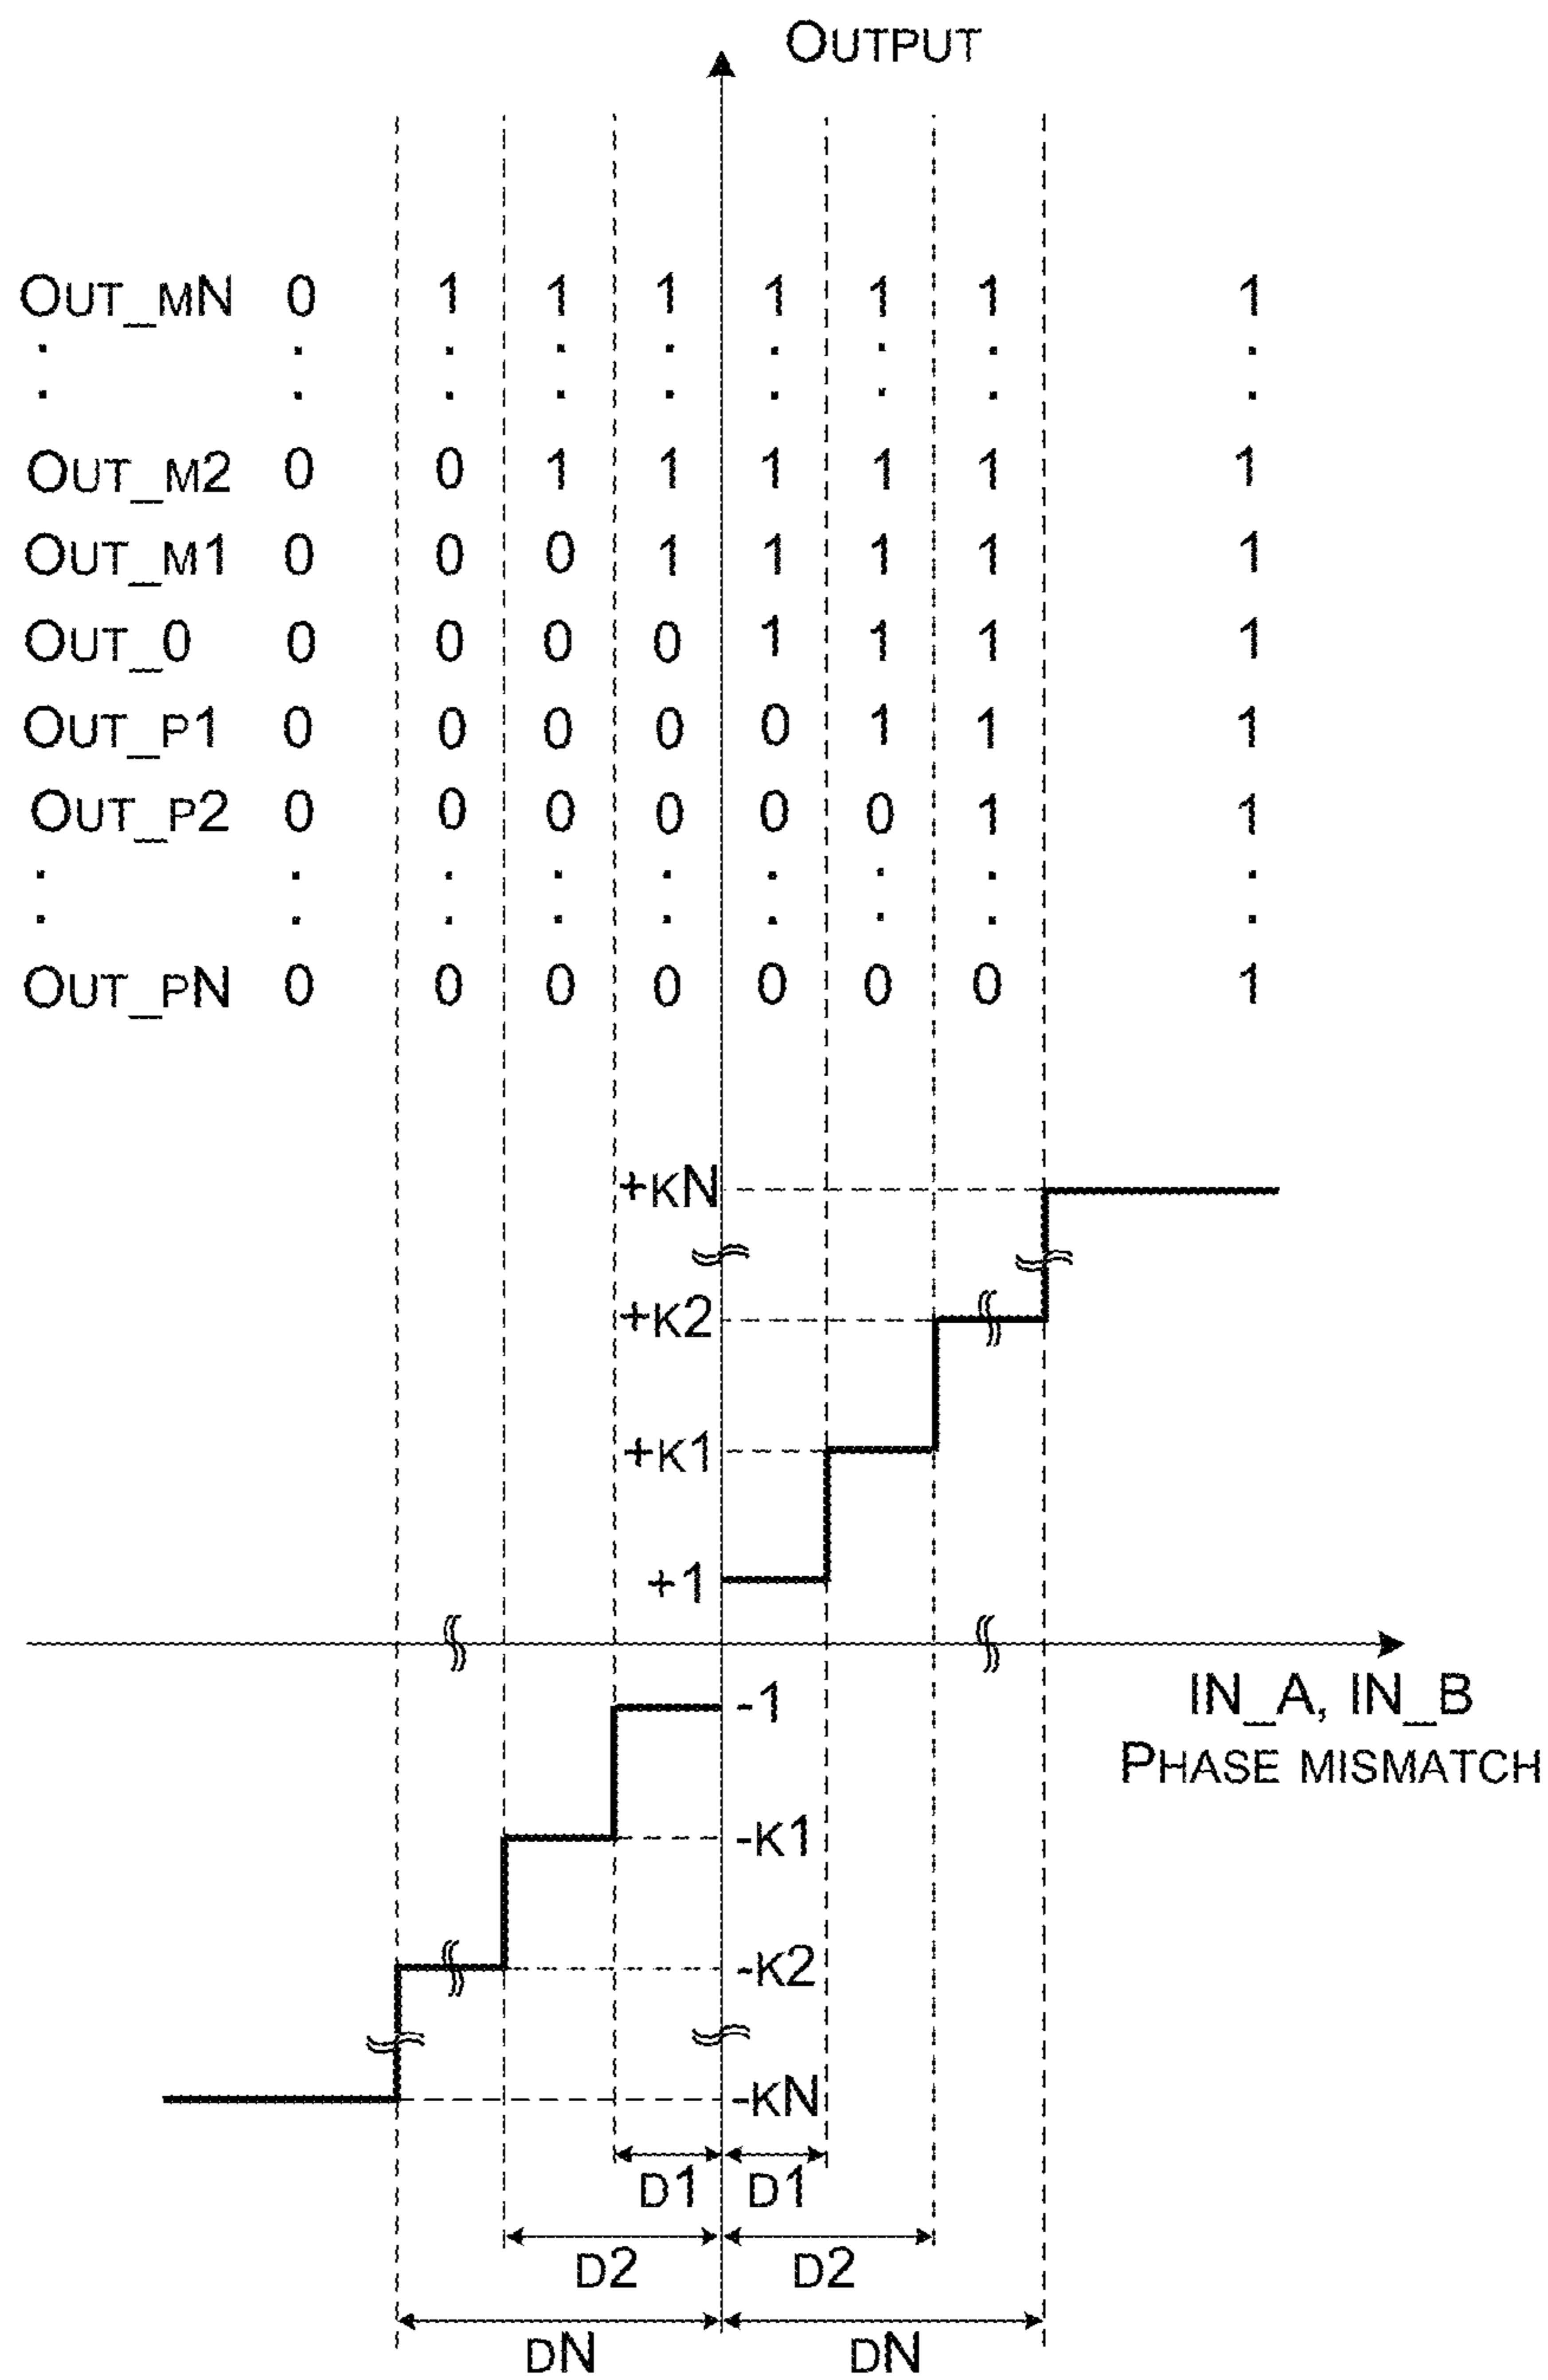 OUTPUT
OUT_MN 0 1 1 1 1 1 1 1
. . . . . . . . .
. . . . . . . . .
OUT_M2 0 0 1 1 1 1 1 1
OUT_M1 0 0 0 1 1 1 1 1
OUT_0 0 0 0 0 1 1 1 1
OUT_P1 0 0 0 0 0 1 1 1
OUT_P2 0 0 0 0 0 0 1 1
. . . . . . . . .
. . . . . . . . .
OUT_PN 0 0 0 0 0 0 0 1
+KN
+K2
+K1
+1
IN_A, IN_B
PHASE MISMATCH
-1
-K1
-K2
-KN
D1 D1
D2 D2
DN DN